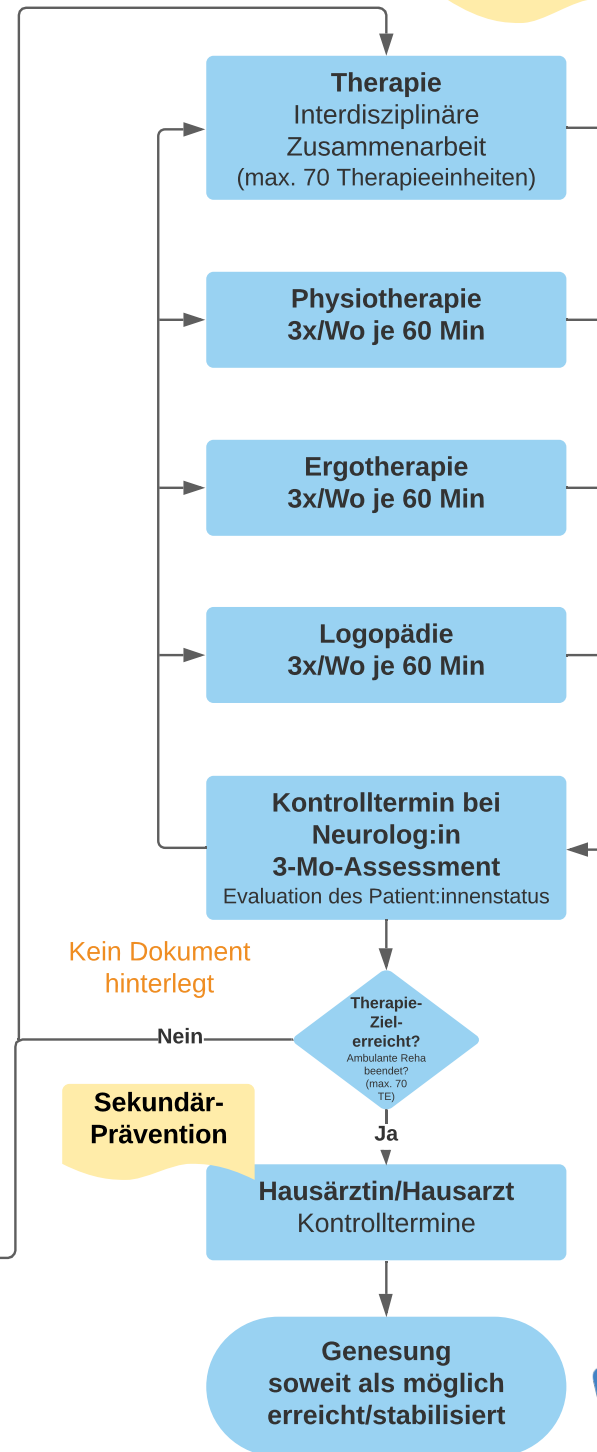 Therapie
Interdisziplinäre
Zusammenarbeit
(max. 70 Therapieeinheiten)
Physiotherapie
3x/Wo je 60 Min
Ergotherapie
3x/Wo je 60 Min
Logopädie
3x/Wo je 60 Min
Kontrolltermin bei
Neurolog:in
3-Mo-Assessment
Evaluation des Patient:innenstatus
Kein Dokument
hinterlegt
Therapie-
Ziel-
erreicht?
Ambulante Reha
beendet?
(max. 70
TE)
Nein
Sekundär-
Prävention
Ja
Hausärztin/Hausarzt
Kontrolltermine
Genesung
soweit als möglich
erreicht/stabilisiert